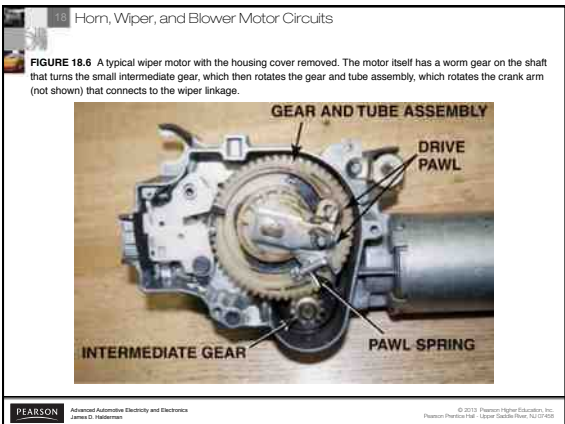 18 Horn, Wiper, and Blower Motor Circuits
FIGURE 18.6 A typical wiper motor with the housing cover removed. The motor itself has a worm gear on the shaft
that turns the small intermediate gear, which then rotates the gear and tube assembly, which rotates the crank arm
(not shown) that connects to the wiper linkage.
GEAR AND TUBE ASSEMBLY
DRIVE
PAWL
INTERMEDIATE GEAR
PAWL SPRING
PEARSON
Advanced Automotive Electricity and Electronics
James D. Halderman
© 2013 Pearson Higher Education, Inc.
Pearson Prentice Hall - Upper Saddle River, NJ 07458